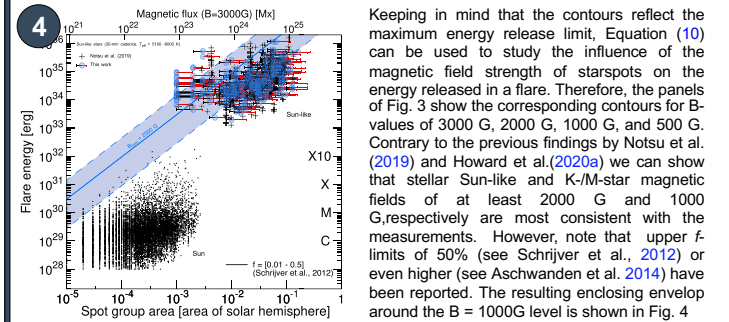 4
Magnetic flux (B=3000G) [Mx]
10^21 10^22 10^23 10^24 10^25
Sun-like stars (30-min cadence, T_eff = 5100 -6000 K)
Notsu et al. (2019)
This work
10^36
10^35
10^34
10^33
10^32
10^31
10^30
10^29
10^28
Flare energy [erg]
Sun-like
X10
X
M
C
Sun
f = [0.01 - 0.5]
(Schrijver et al., 2012)
10^-5 10^-4 10^-3 10^-2 10^-1 1
Spot group area [area of solar hemisphere]
Keeping in mind that the contours reflect the
maximum energy release limit, Equation (10)
can be used to study the influence of the
magnetic field strength of starspots on the
energy released in a flare. Therefore, the panels
of Fig. 3 show the corresponding contours for B-
values of 3000 G, 2000 G, 1000 G, and 500 G.
Contrary to the previous findings by Notsu et al.
(2019) and Howard et al.(2020a) we can show
that stellar Sun-like and K-/M-star magnetic
fields of at least 2000 G and 1000
G,respectively are most consistent with the
measurements. However, note that upper f-
limits of 50% (see Schrijver et al., 2012) or
even higher (see Aschwanden et al. 2014) have
been reported. The resulting enclosing envelop
around the B = 1000G level is shown in Fig. 4